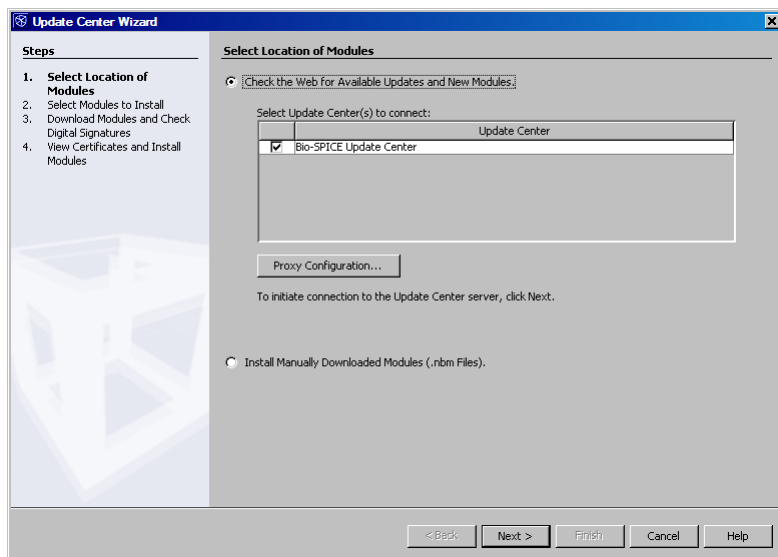 Update Center Wizard
Steps
1. Select Location of
Modules
2. Select Modules to Install
3. Download Modules and Check
Digital Signatures
4. View Certificates and Install
Modules
Select Location of Modules
Check the Web for Available Updates and New Modules.
Select Update Center(s) to connect:
Update Center
Bio-SPICE Update Center
Proxy Configuration...
To initiate connection to the Update Center server, click Next.
Install Manually Downloaded Modules (.nbm Files).
< Back Next > Finish Cancel Help